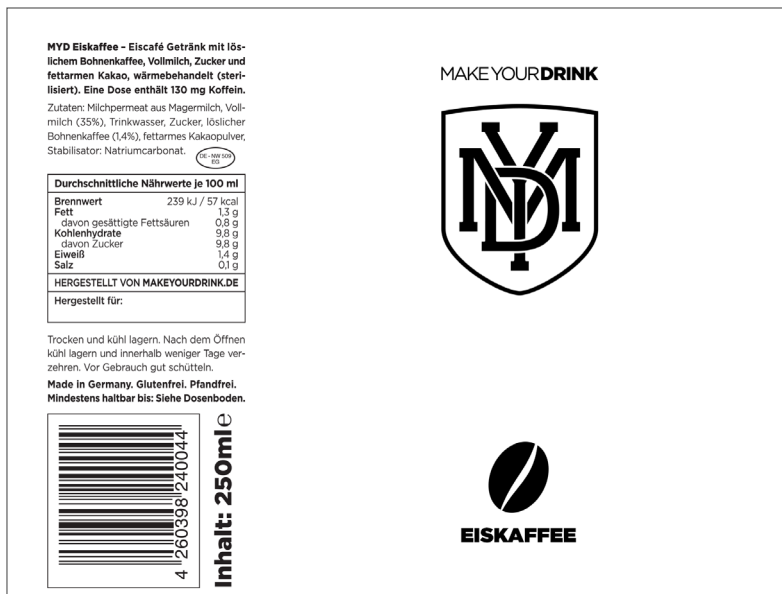 MYD Eiskaffee – Eiscafé Getränk mit lös-
lichem Bohnenkaffee, Vollmilch, Zucker und
fettarmen Kakao, wärmebehandelt (steri-
lisiert). Eine Dose enthält 130 mg Koffein.
Zutaten: Milchpermeat aus Magermilch, Voll-
milch (35%), Trinkwasser, Zucker, löslicher
Bohnenkaffee (1,4%), fettarmes Kakaopulver,
Stabilisator: Natriumcarbonat.
DE - NW 509
EG
Durchschnittliche Nährwerte je 100 ml
Brennwert 239 kJ / 57 kcal
Fett 1,3 g
davon gesättigte Fettsäuren 0,8 g
Kohlenhydrate 9,8 g
davon Zucker 9,8 g
Eiweiß 1,4 g
Salz 0,1 g
HERGESTELLT VON MAKEYOURDRINK.DE
Hergestellt für:
Trocken und kühl lagern. Nach dem Öffnen
kühl lagern und innerhalb weniger Tage ver-
zehren. Vor Gebrauch gut schütteln.
Made in Germany. Glutenfrei. Pfandfrei.
Mindestens haltbar bis: Siehe Dosenboden.
4 260398 240044
Inhalt: 250ml℮
MAKEYOURDRINK
MYD
EISKAFFEE